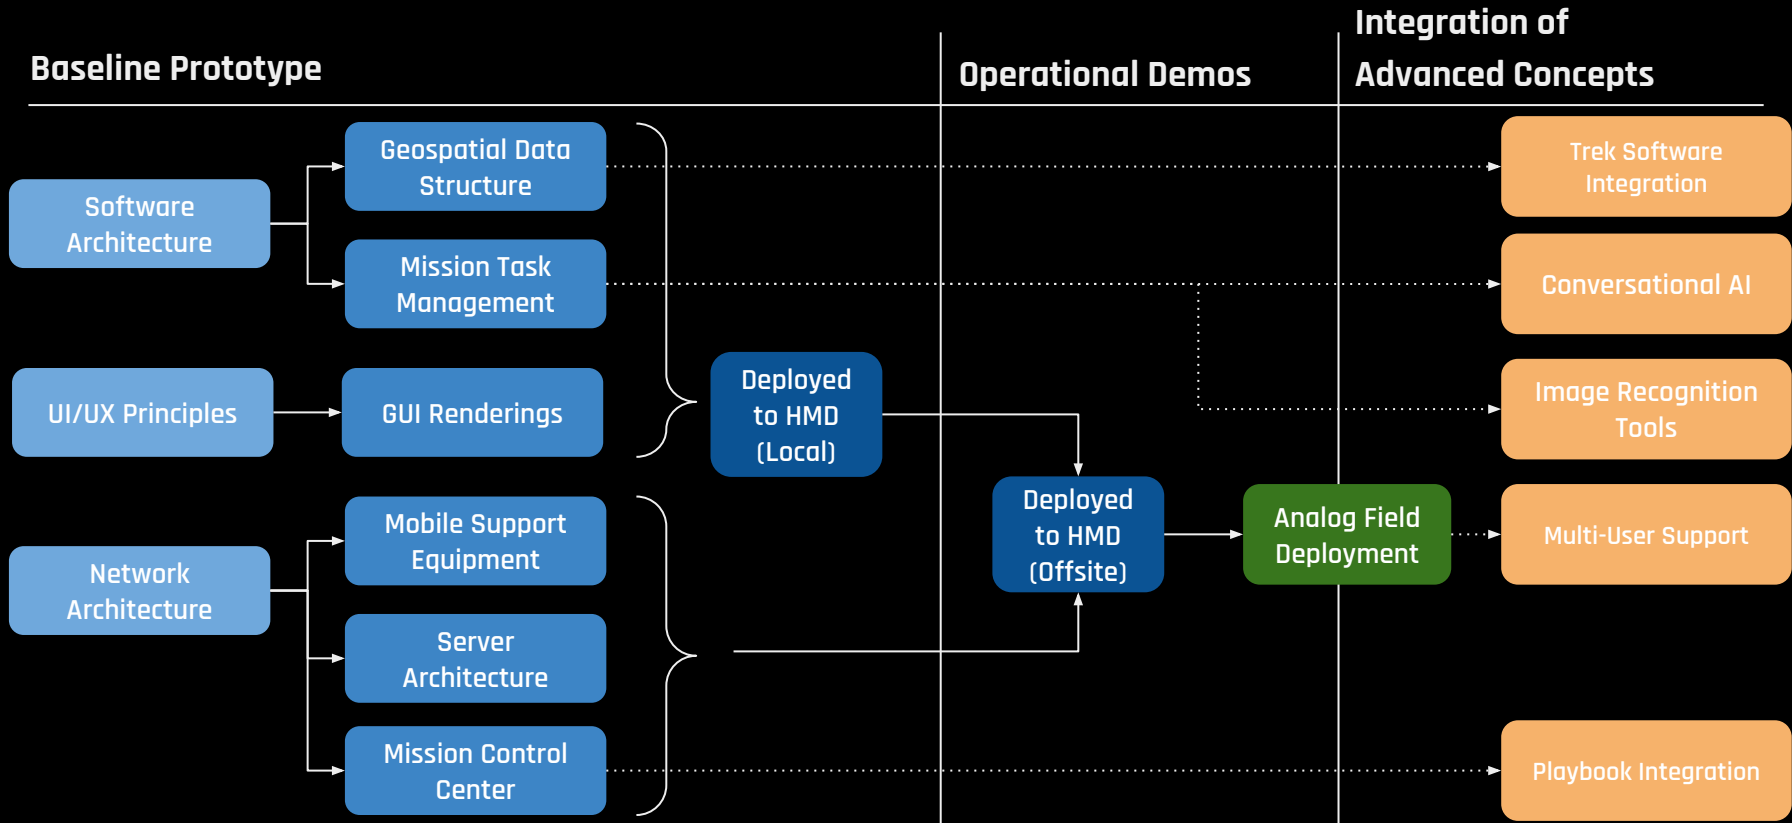 Baseline Prototype
Operational Demos
Integration of
Advanced Concepts
Software
Architecture
Geospatial Data
Structure
Mission Task
Management
UI/UX Principles
GUI Renderings
Network
Architecture
Mobile Support
Equipment
Server
Architecture
Mission Control
Center
Deployed
to HMD
(Local)
Deployed
to HMD
(Offsite)
Analog Field
Deployment
Trek Software
Integration
Conversational AI
Image Recognition
Tools
Multi-User Support
Playbook Integration